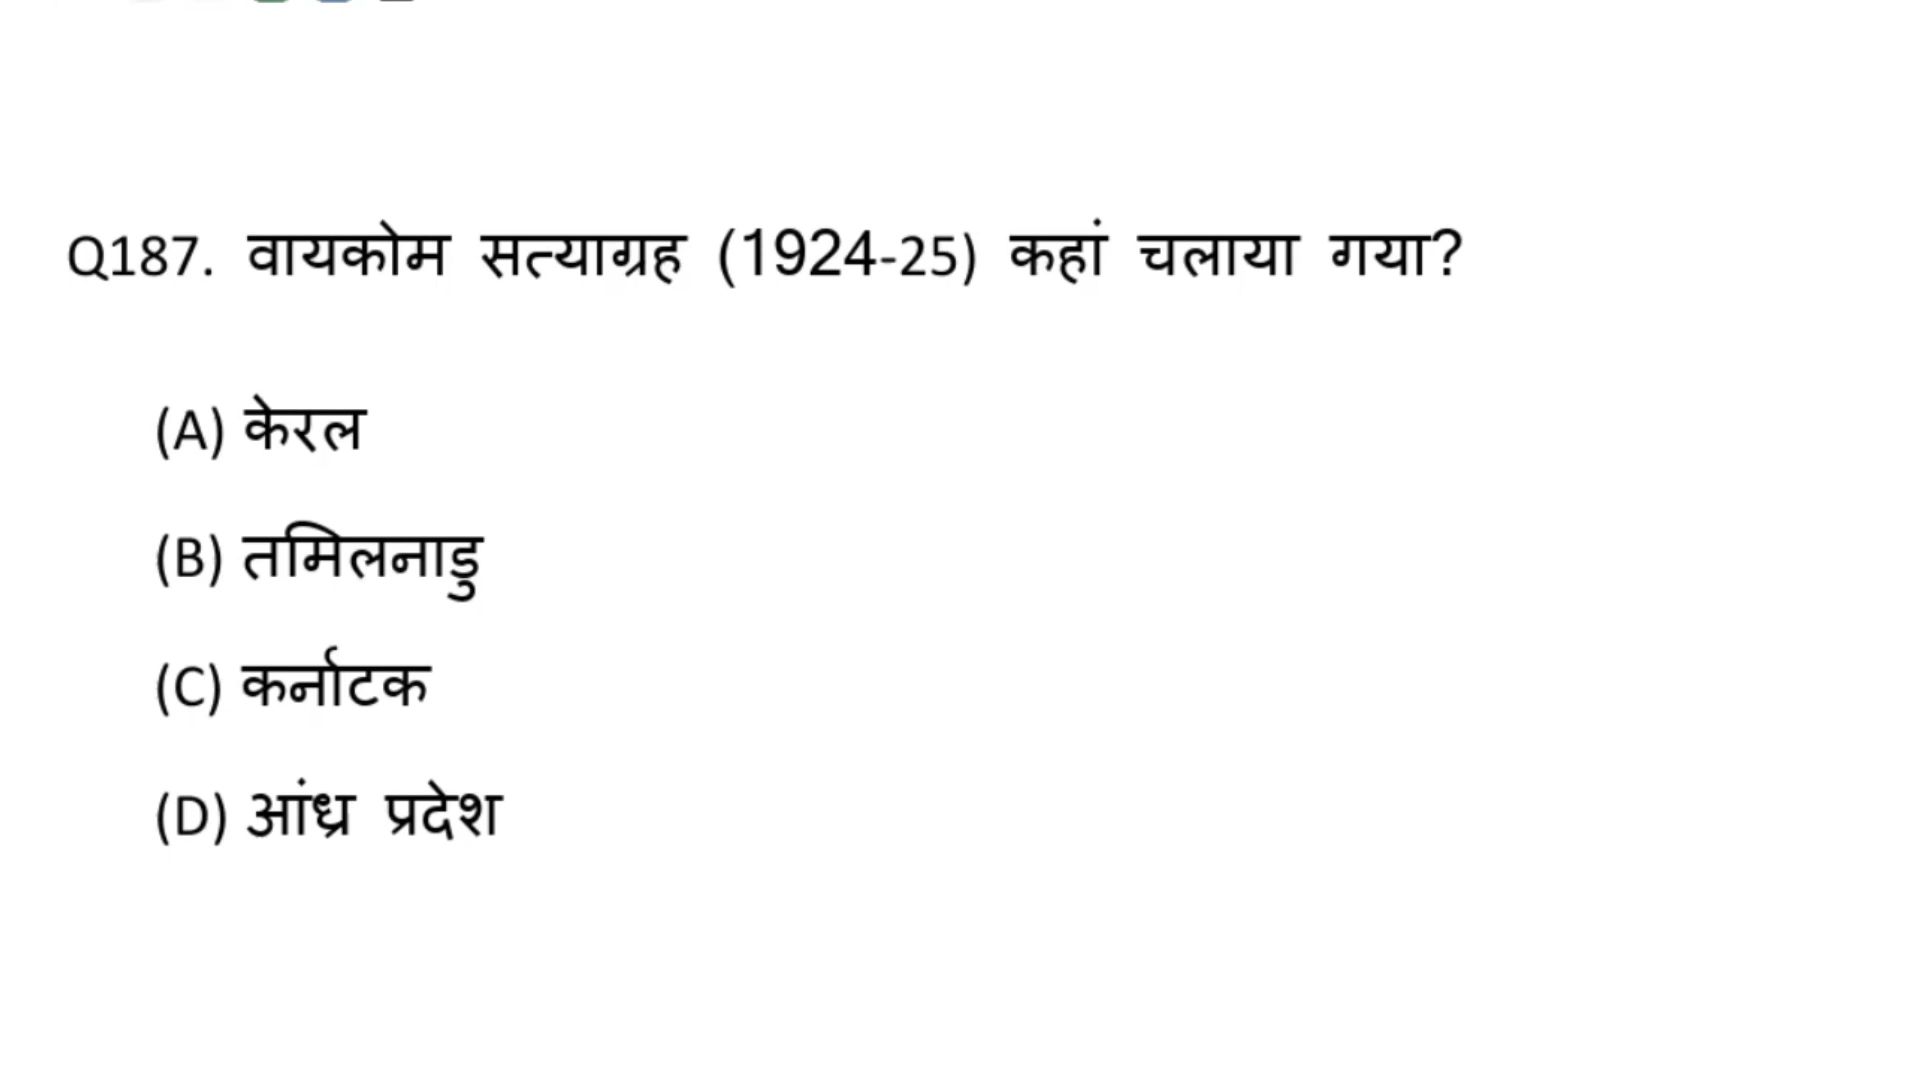 Q187. वायकोम सत्याग्रह (1924-25) कहां चलाया गया?
(A) केरल
(B) तमिलनाडु
(C) कर्नाटक
(D) आंध्र प्रदेश